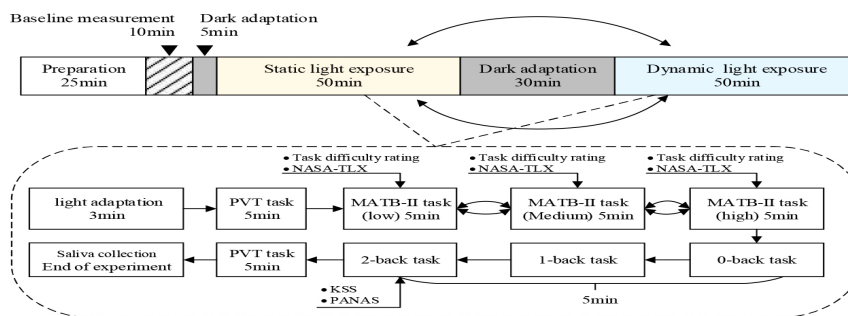 Baseline measurement
10min
Dark adaptation
5min
Preparation
25min
Static light exposure
50min
Dark adaptation
30min
Dynamic light exposure
50min
• Task difficulty rating
• NASA-TLX
• Task difficulty rating
• NASA-TLX
• Task difficulty rating
• NASA-TLX
light adaptation
3min
PVT task
5min
MATB-II task
(low) 5min
MATB-II task
(Medium) 5min
MATB-II task
(high) 5min
Saliva collection
End of experiment
PVT task
5min
2-back task
1-back task
0-back task
• KSS
• PANAS
5min